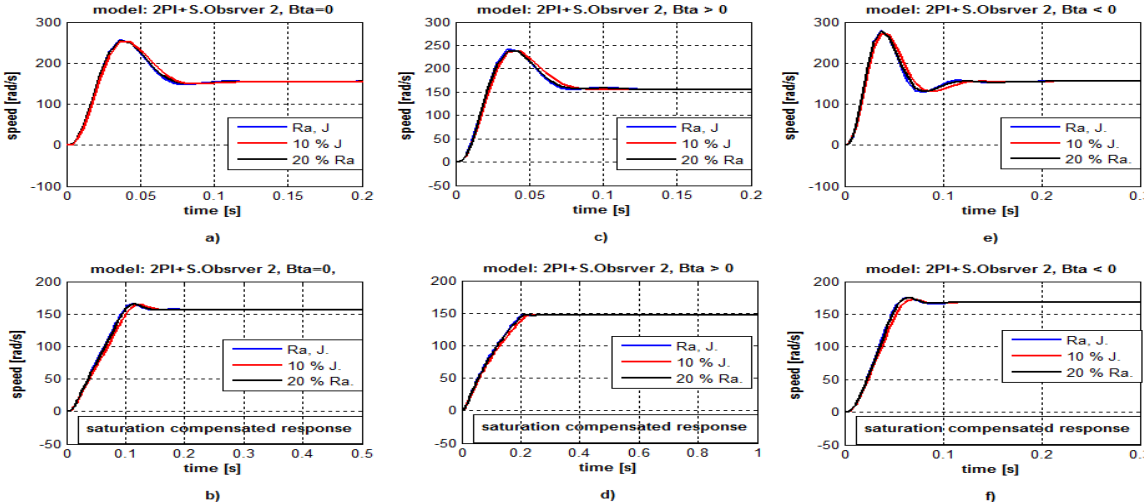 model: 2PI+S.Obsrver 2, Bta=0
speed [rad/s]
300
200
100
0
-100
0
0.05
0.1
0.15
0.2
Ra, J
10 % J
20 % Ra
time [s]
a)
model: 2PI+S.Obsrver 2, Bta > 0
speed [rad/s]
300
250
200
150
100
50
0
-50
0
0.05
0.1
0.15
0.2
Ra, J
10 % J
20 % Ra
time [s]
c)
model: 2PI+S.Obsrver 2, Bta < 0
speed [rad/s]
300
200
100
0
-100
0
0.1
0.2
0.3
Ra, J.
10 % J.
20 % Ra.
time [s]
e)
model: 2PI+S.Obsrver 2, Bta=0,
speed [rad/s]
200
150
100
50
0
-50
0
0.1
0.2
0.3
0.4
0.5
Ra, J.
10 % J.
20 % Ra.
saturation compensated response
time [s]
b)
model: 2PI+S.Obsrver 2, Bta > 0
speed [rad/s]
200
150
100
50
0
-50
0
0.2
0.4
0.6
0.8
1
Ra, J.
10 % J.
20 % Ra.
saturation compensated response
time [s]
d)
model: 2PI+S.Obsrver 2, Bta < 0
speed [rad/s]
200
150
100
50
0
-50
0
0.1
0.2
0.3
Ra, J.
10 % J.
20 % Ra.
saturation compensated response
time [s]
f)